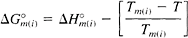 ΔG°m(i) = ΔH°m(i) − [Tm(i) − T / Tm(i)]